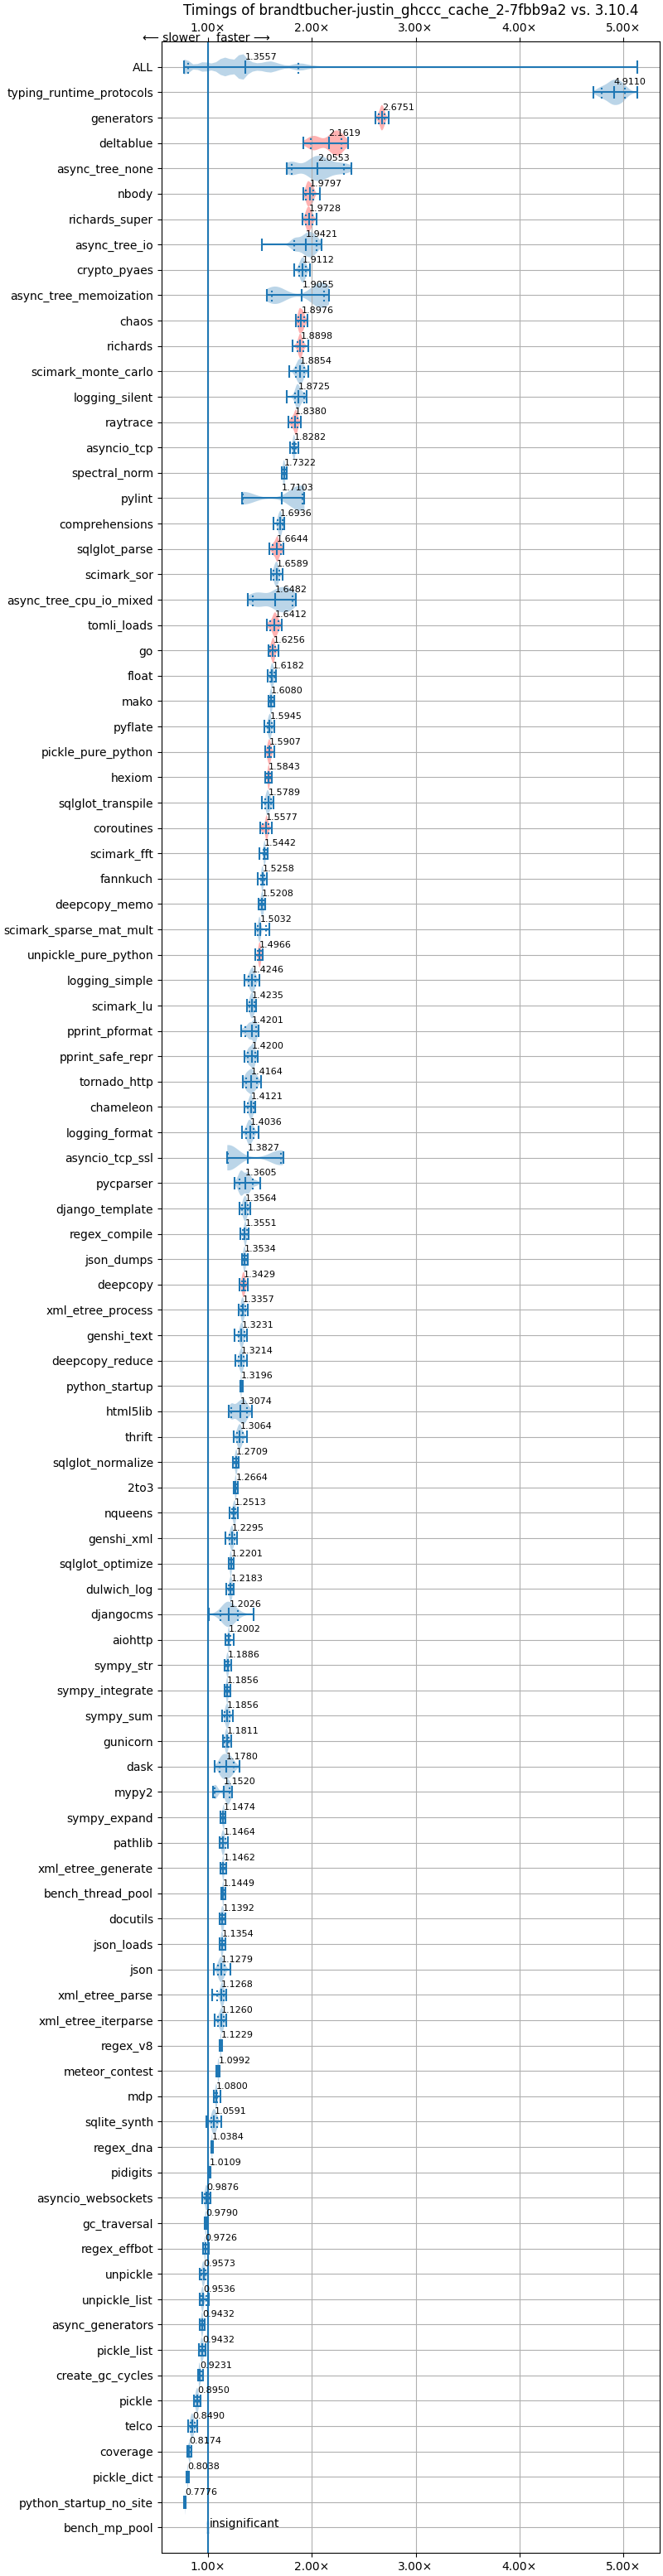 Timings of brandtbucher-justin_ghccc_cache_2-7fbb9a2 vs. 3.10.4
1.00× 2.00× 3.00× 4.00× 5.00×
⟵ slower faster ⟶
ALL 1.3557
typing_runtime_protocols 4.9110
generators 2.6751
deltablue 2.1619
async_tree_none 2.0553
nbody 1.9797
richards_super 1.9728
async_tree_io 1.9421
crypto_pyaes 1.9112
async_tree_memoization 1.9055
chaos 1.8976
richards 1.8898
scimark_monte_carlo 1.8854
logging_silent 1.8725
raytrace 1.8380
asyncio_tcp 1.8282
spectral_norm 1.7322
pylint 1.7103
comprehensions 1.6936
sqlglot_parse 1.6644
scimark_sor 1.6589
async_tree_cpu_io_mixed 1.6482
tomli_loads 1.6412
go 1.6256
float 1.6182
mako 1.6080
pyflate 1.5945
pickle_pure_python 1.5907
hexiom 1.5843
sqlglot_transpile 1.5789
coroutines 1.5577
scimark_fft 1.5442
fannkuch 1.5258
deepcopy_memo 1.5208
scimark_sparse_mat_mult 1.5032
unpickle_pure_python 1.4966
logging_simple 1.4246
scimark_lu 1.4235
pprint_pformat 1.4201
pprint_safe_repr 1.4200
tornado_http 1.4164
chameleon 1.4121
logging_format 1.4036
asyncio_tcp_ssl 1.3827
pycparser 1.3605
django_template 1.3564
regex_compile 1.3551
json_dumps 1.3534
deepcopy 1.3429
xml_etree_process 1.3357
genshi_text 1.3231
deepcopy_reduce 1.3214
python_startup 1.3196
html5lib 1.3074
thrift 1.3064
sqlglot_normalize 1.2709
2to3 1.2664
nqueens 1.2513
genshi_xml 1.2295
sqlglot_optimize 1.2201
dulwich_log 1.2183
djangocms 1.2026
aiohttp 1.2002
sympy_str 1.1886
sympy_integrate 1.1856
sympy_sum 1.1856
gunicorn 1.1811
dask 1.1780
mypy2 1.1520
sympy_expand 1.1474
pathlib 1.1464
xml_etree_generate 1.1462
bench_thread_pool 1.1449
docutils 1.1392
json_loads 1.1354
json 1.1279
xml_etree_parse 1.1268
xml_etree_iterparse 1.1260
regex_v8 1.1229
meteor_contest 1.0992
mdp 1.0800
sqlite_synth 1.0591
regex_dna 1.0384
pidigits 1.0109
asyncio_websockets 0.9876
gc_traversal 0.9790
regex_effbot 0.9726
unpickle 0.9573
unpickle_list 0.9536
async_generators 0.9432
pickle_list 0.9432
create_gc_cycles 0.9231
pickle 0.8950
telco 0.8490
coverage 0.8174
pickle_dict 0.8038
python_startup_no_site 0.7776
bench_mp_pool insignificant
1.00× 2.00× 3.00× 4.00× 5.00×